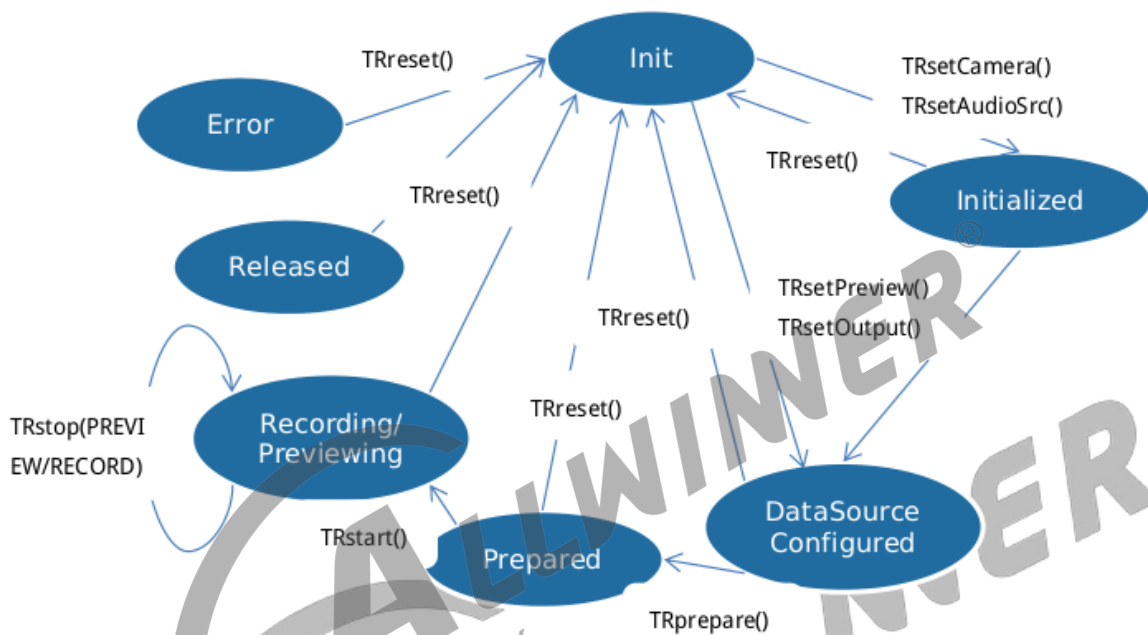 TRreset()
Init
TRsetCamera()
TRsetAudioSrc()
Error
TRreset()
TRreset()
Initialized
Released
©
TRsetPreview()
TRsetOutput()
TRreset()
TRreset()
TRstop(PREVI
EW/RECORD)
Recording/
Previewing
DataSource
Configured
TRstart()
Prepared
TRprepare()
ALLWINNER